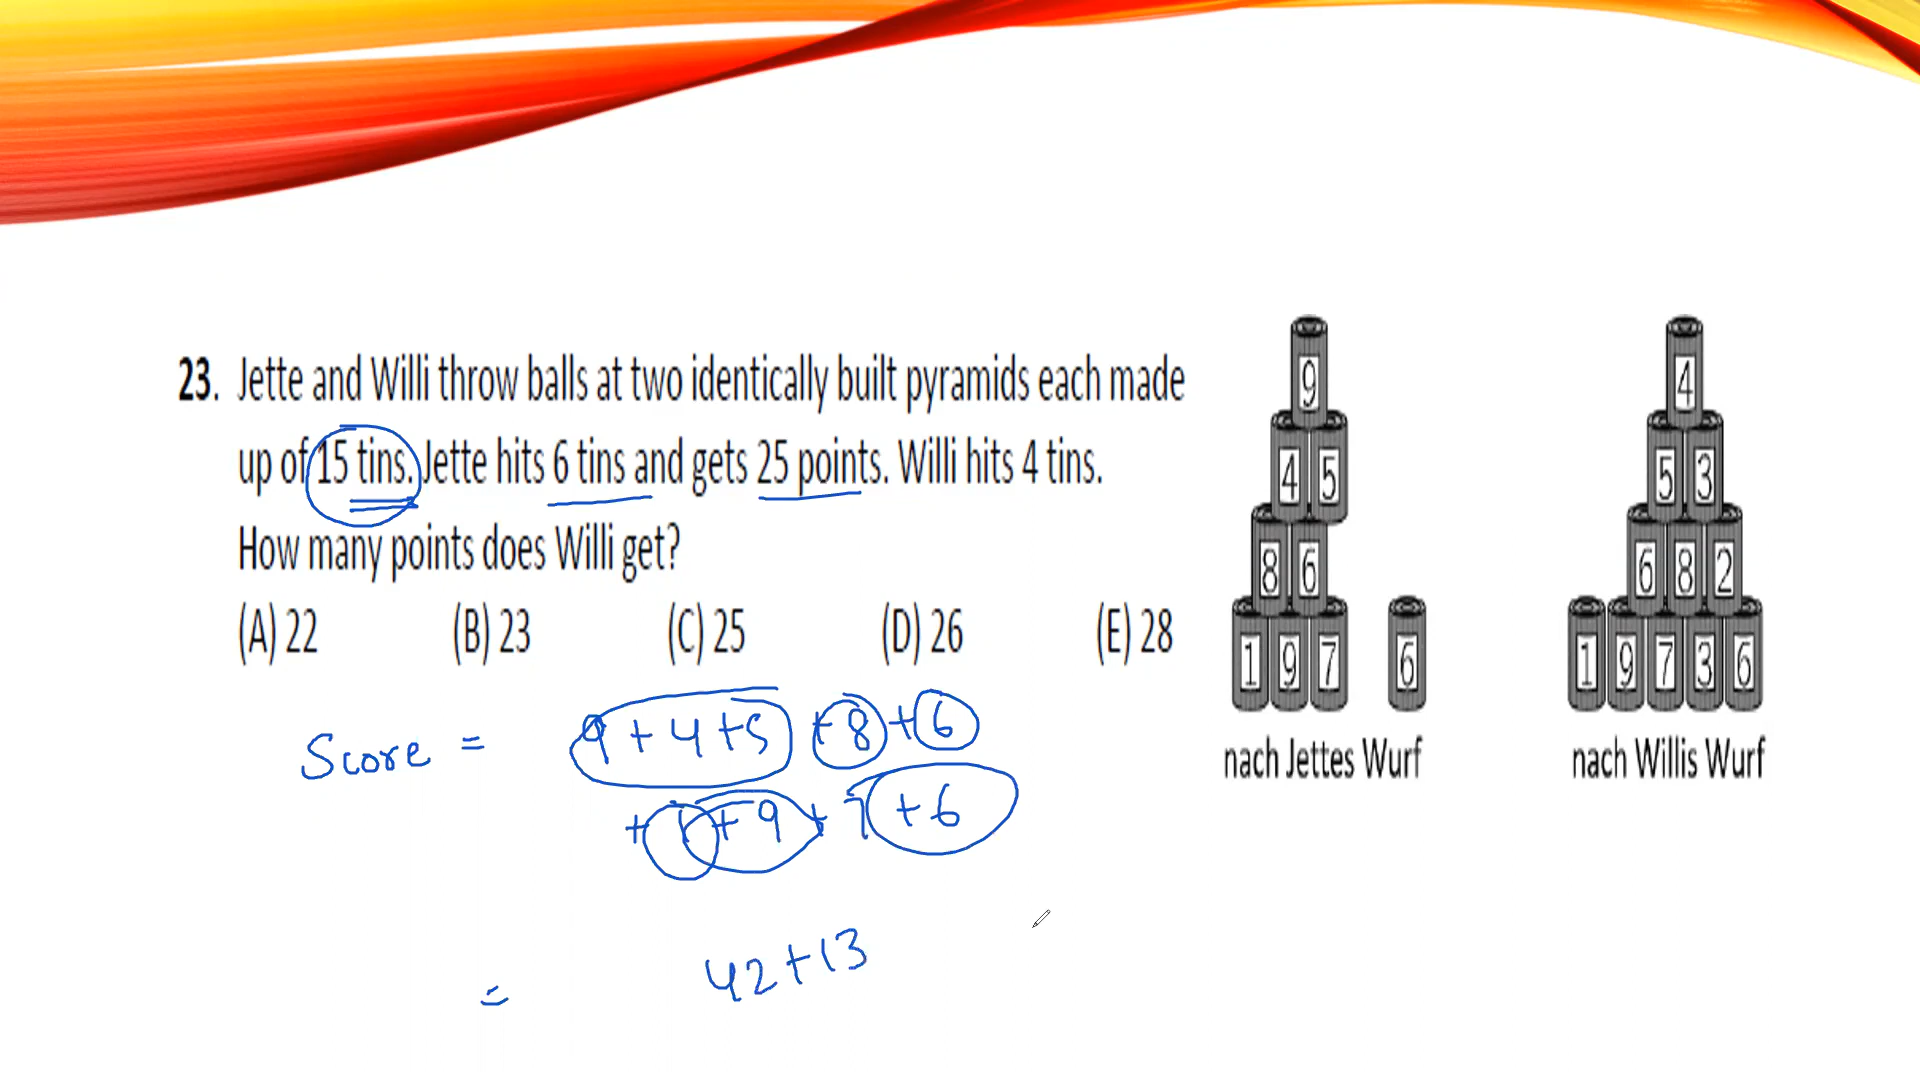 23. Jette and Willi throw balls at two identically built pyramids each made
up of 15 tins. Jette hits 6 tins and gets 25 points. Willi hits 4 tins.
How many points does Willi get?
(A) 22 (B) 23 (C) 25 (D) 26 (E) 28
Score = 9+4+5 +8+6
+1+9+7+6
= 42+13
9
4 5
8 6
1 9 7 6
nach Jettes Wurf
4
5 3
6 8 2
1 9 7 3 6
nach Willis Wurf